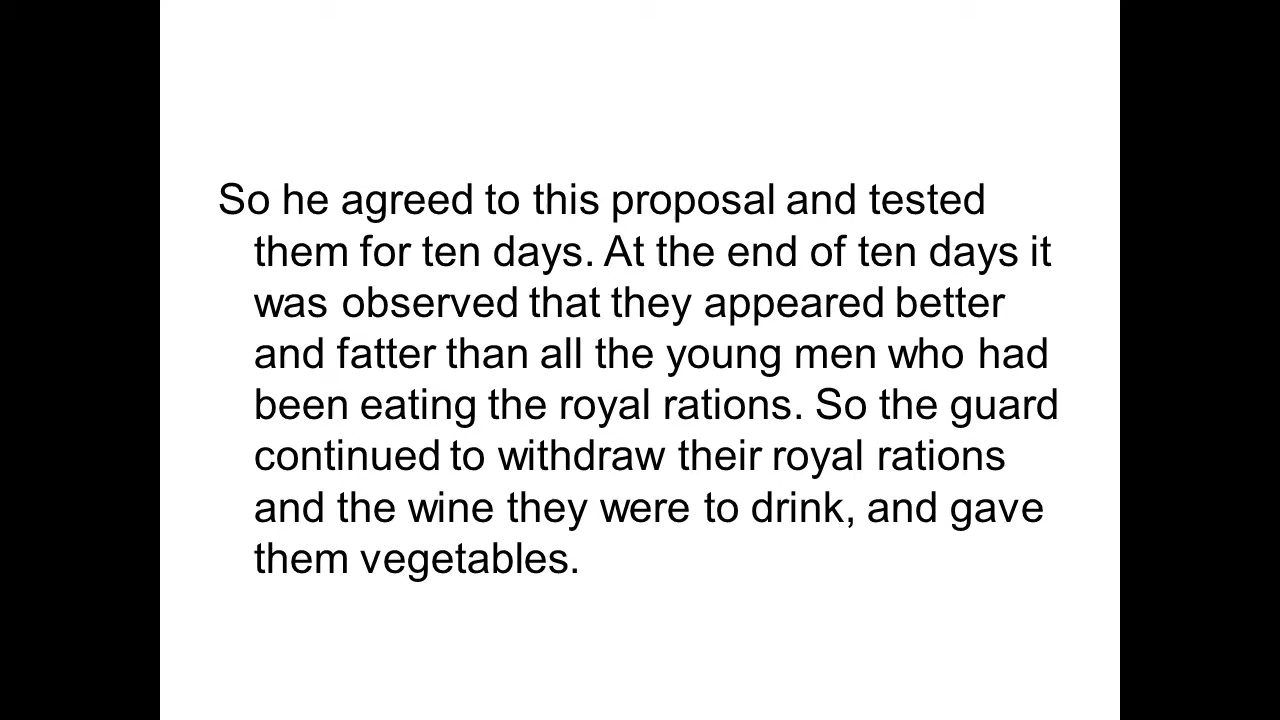 So he agreed to this proposal and tested
them for ten days. At the end of ten days it
was observed that they appeared better
and fatter than all the young men who had
been eating the royal rations. So the guard
continued to withdraw their royal rations
and the wine they were to drink, and gave
them vegetables.